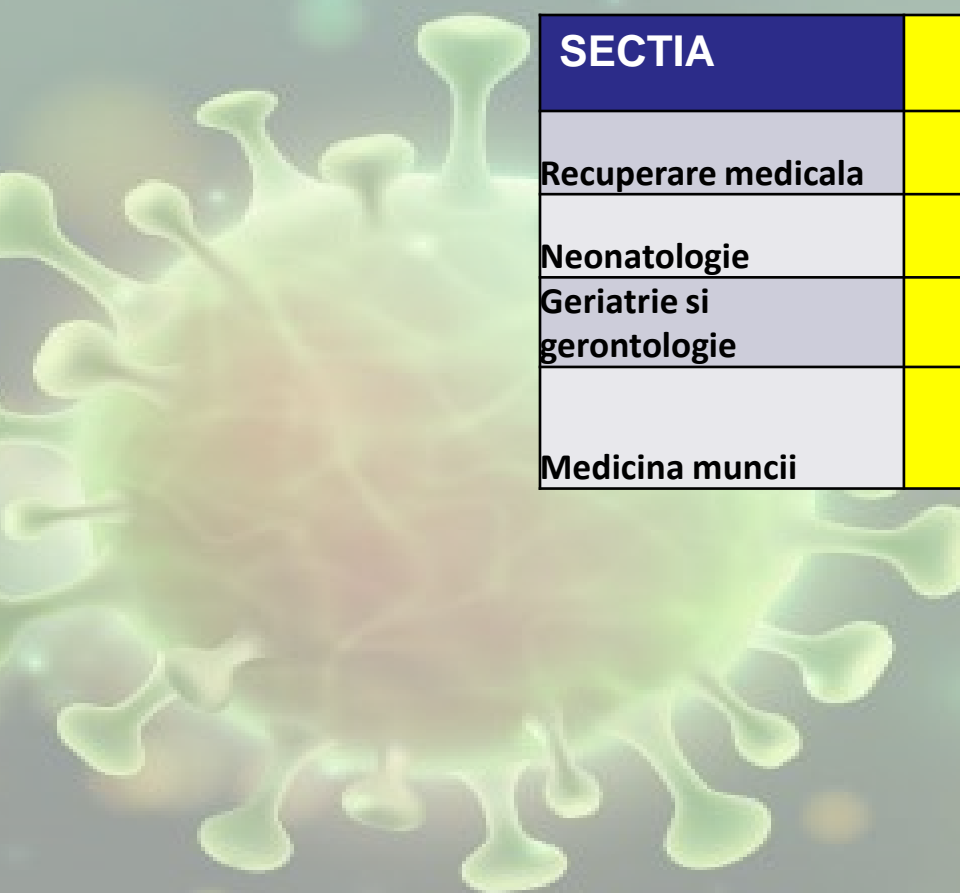 SECTIA
Recuperare medicala
Neonatologie
Geriatrie si
gerontologie
Medicina muncii